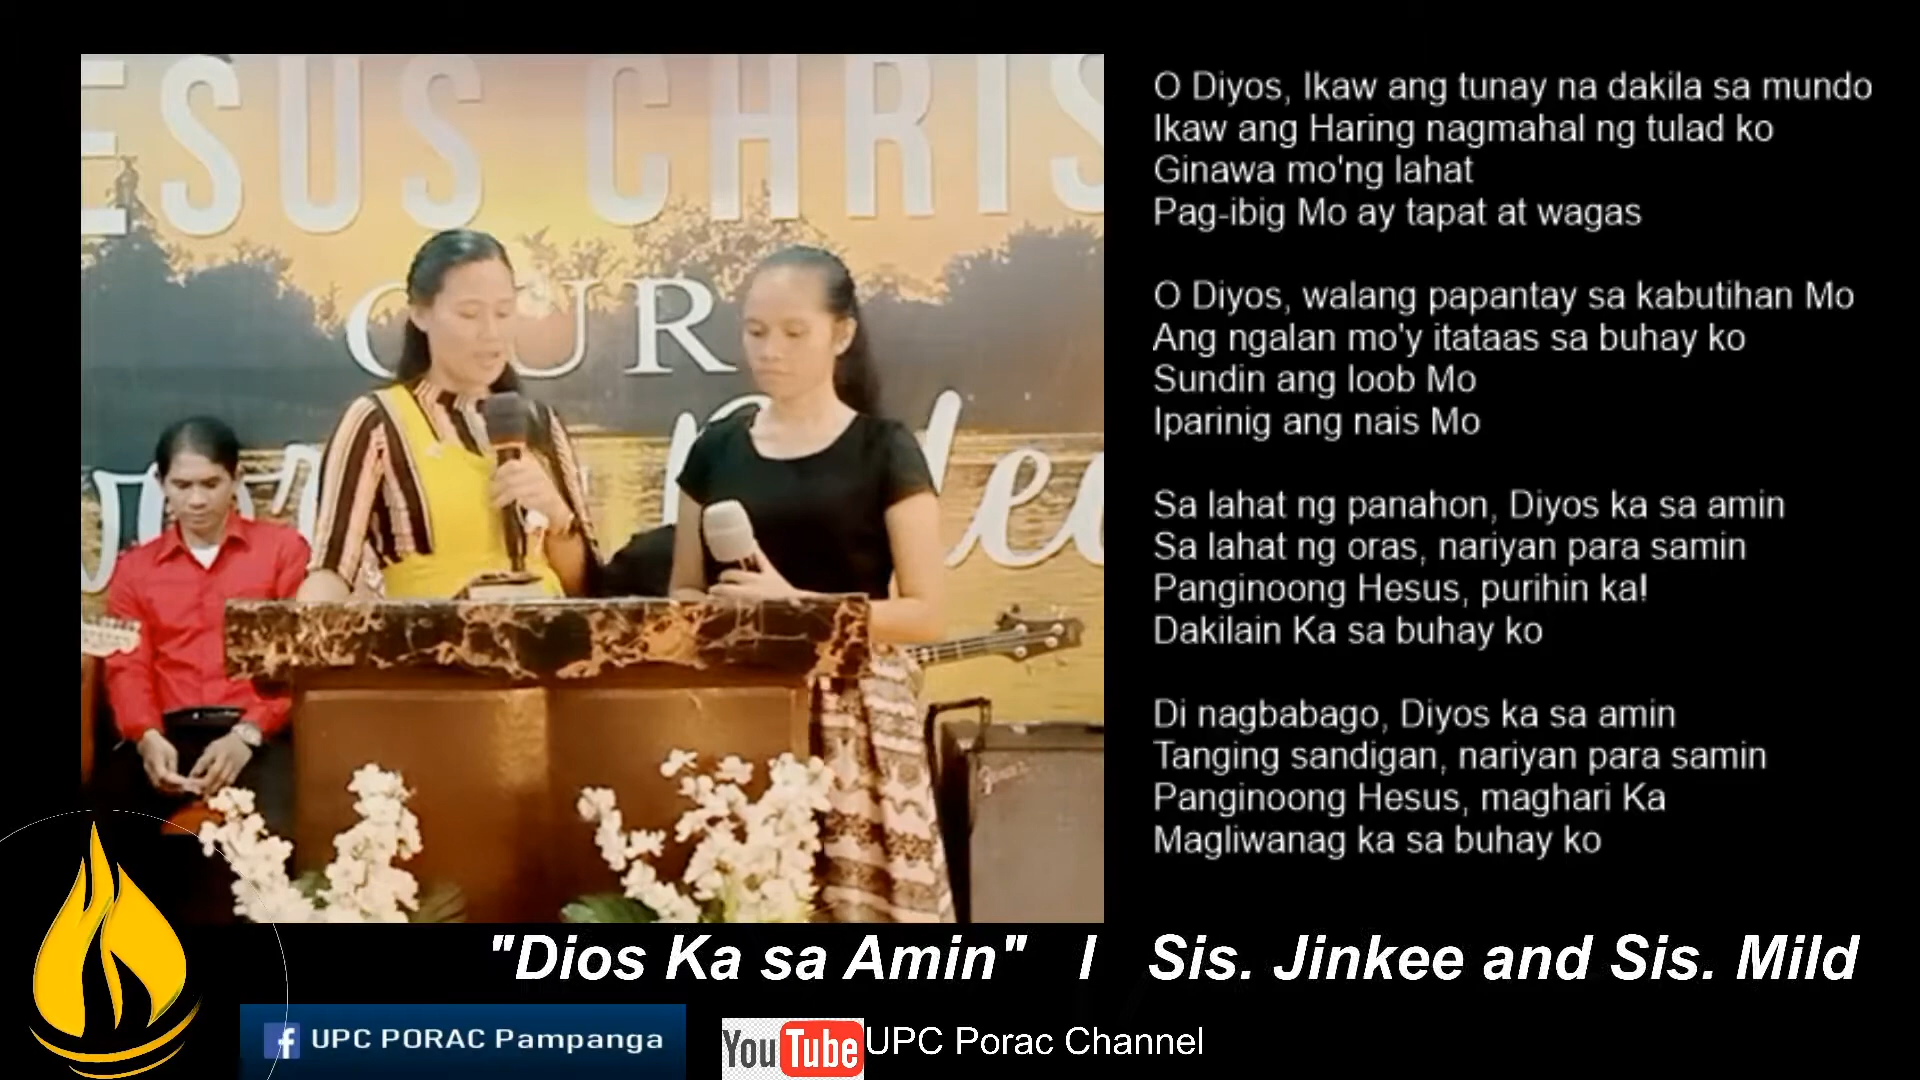 ESUS CHRIS
OUR
O Diyos, Ikaw ang tunay na dakila sa mundo
Ikaw ang Haring nagmahal ng tulad ko
Ginawa mo'ng lahat
Pag-ibig Mo ay tapat at wagas
O Diyos, walang papantay sa kabutihan Mo
Ang ngalan mo'y itataas sa buhay ko
Sundin ang loob Mo
Iparinig ang nais Mo
Sa lahat ng panahon, Diyos ka sa amin
Sa lahat ng oras, nariyan para samin
Panginoong Hesus, purihin ka!
Dakilain Ka sa buhay ko
Di nagbabago, Diyos ka sa amin
Tanging sandigan, nariyan para samin
Panginoong Hesus, maghari Ka
Magliwanag ka sa buhay ko
"Dios Ka sa Amin" I Sis. Jinkee and Sis. Mild
f UPC PORAC Pampanga
YouTube UPC Porac Channel